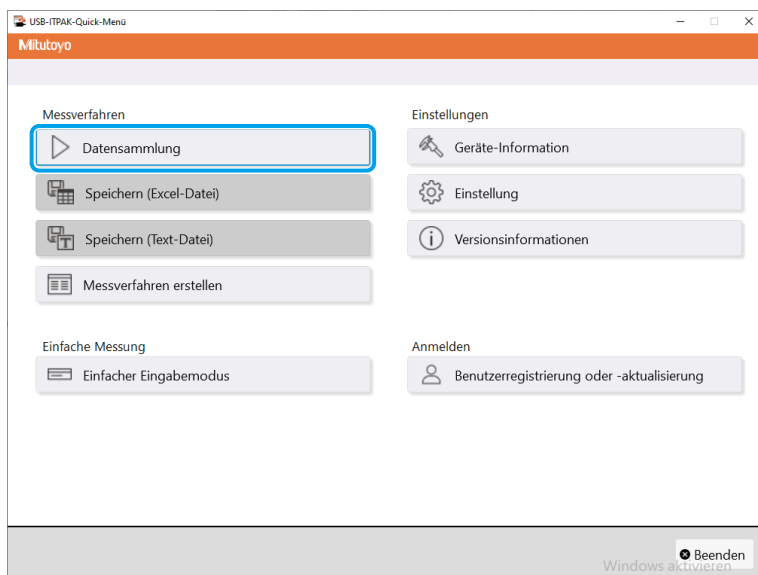 USB-ITPAK-Quick-Menü
Mitutoyo
Messverfahren
Datensammlung
Speichern (Excel-Datei)
Speichern (Text-Datei)
Messverfahren erstellen
Einfache Messung
Einfacher Eingabemodus
Einstellungen
Geräte-Information
Einstellung
Versionsinformationen
Anmelden
Benutzerregistrierung oder -aktualisierung
Beenden
Windows aktivieren